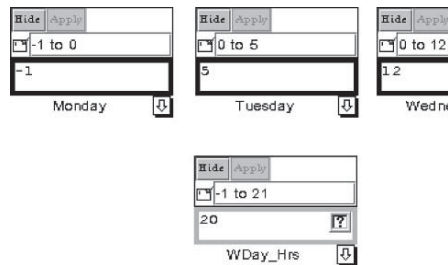 Hide Apply Hide Apply Hide Apply
-1 to 0 0 to 5 0 to 12
-1 5 12
Monday Tuesday Wedne
Hide Apply
-1 to 21
20 ?
WDay_Hrs